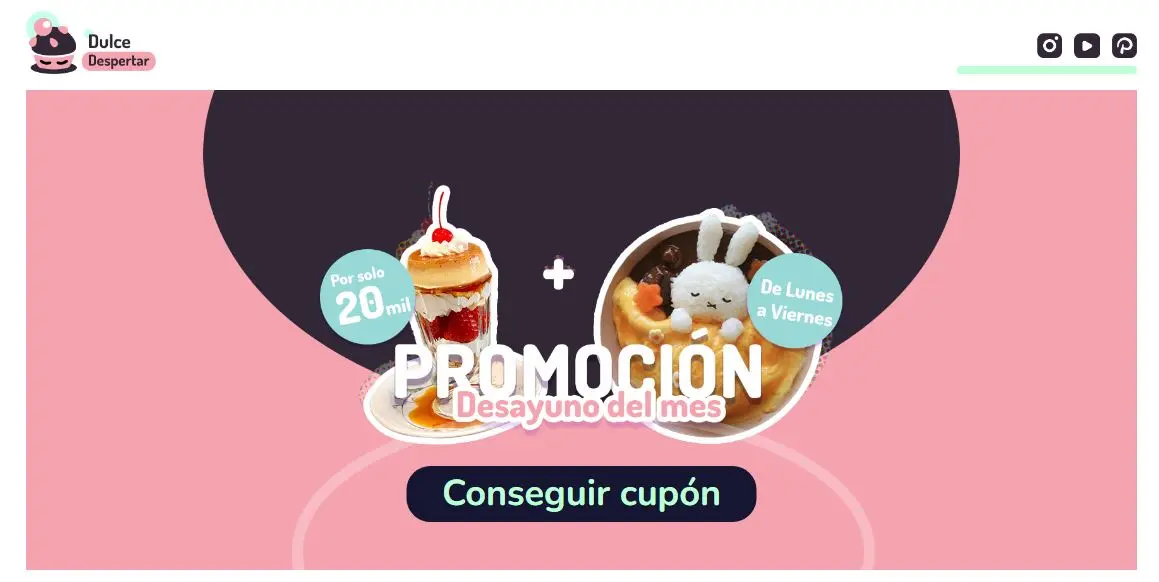 Dulce
Despertar
Por solo
20 mil
De Lunes
a Viernes
PROMOCIÓN
Desayuno del mes
Conseguir cupón